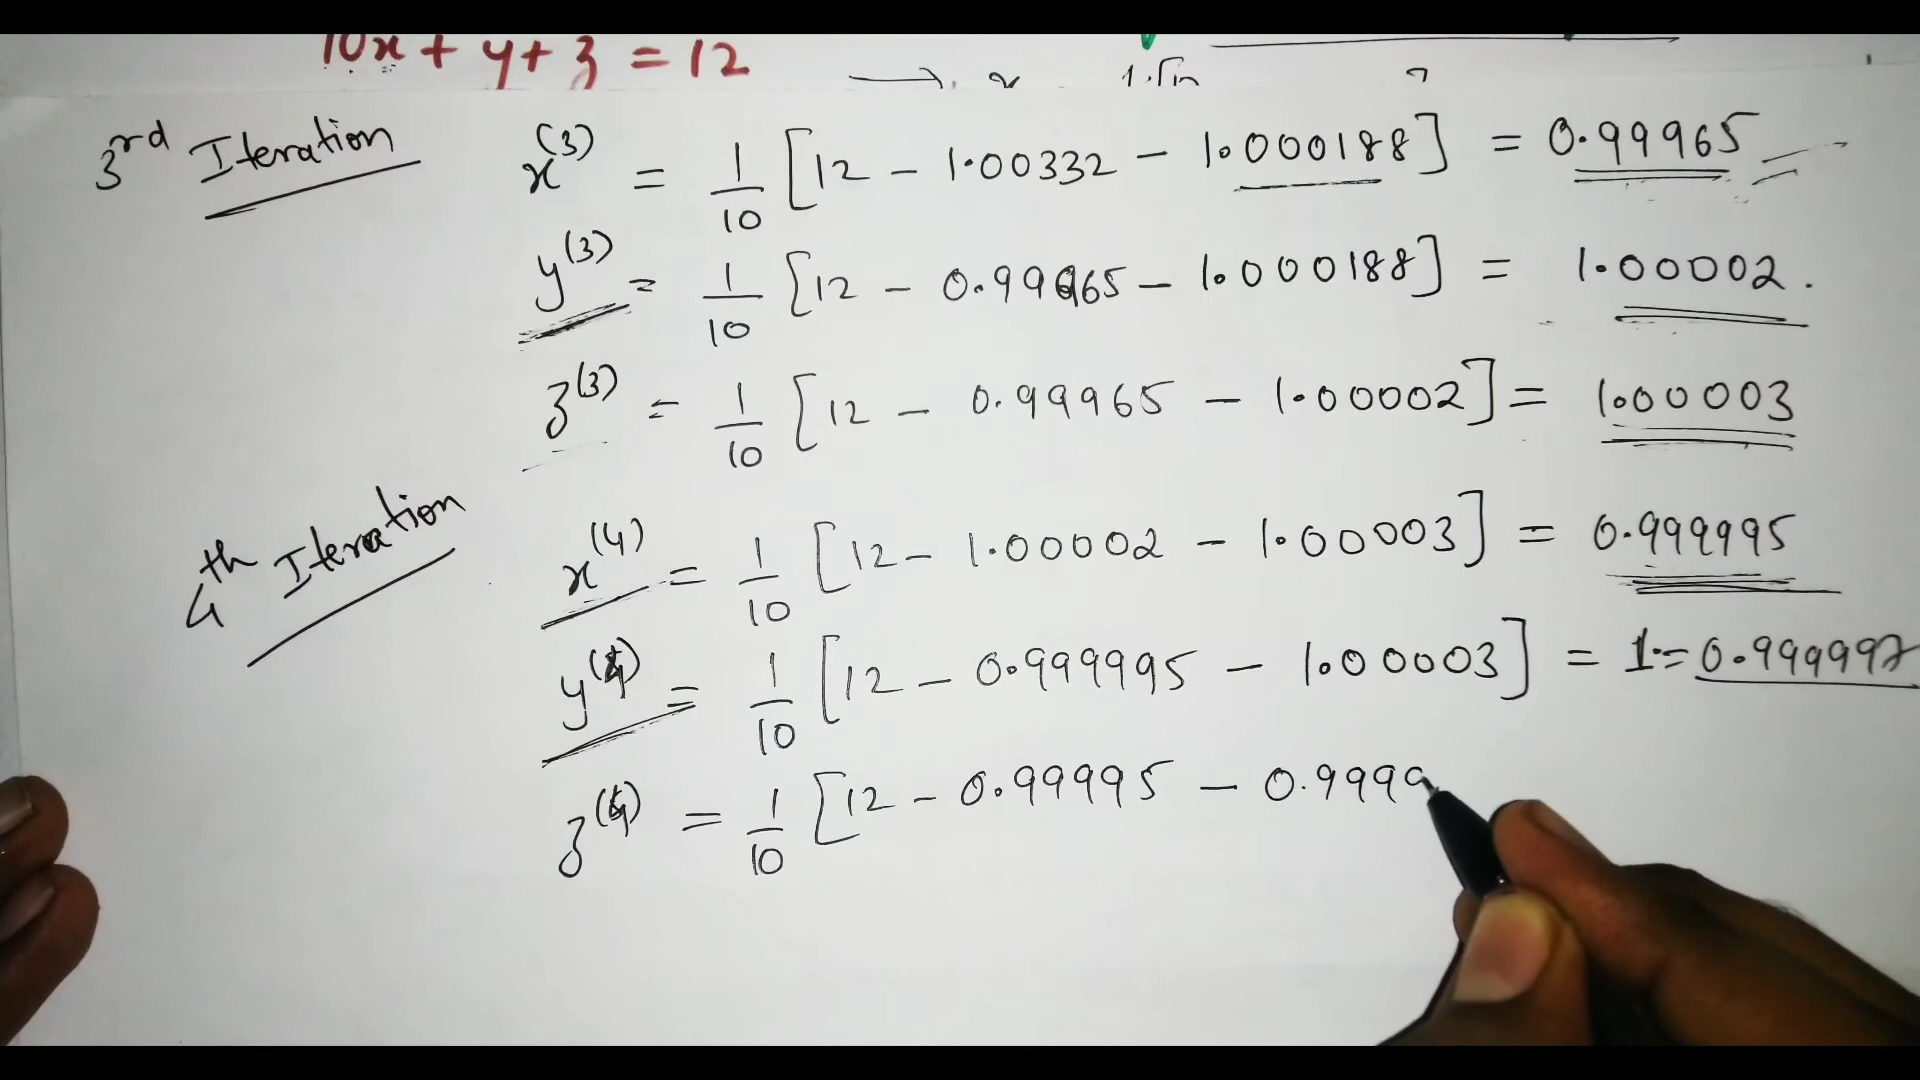 10x + y + z = 12
3rd Iteration x^(3) = 1/10 [12 - 1.00332 - 1.000188] = 0.99965
y^(3) = 1/10 [12 - 0.99965 - 1.000188] = 1.00002.
z^(3) = 1/10 [12 - 0.99965 - 1.00002] = 1.00003
4th Iteration x^(4) = 1/10 [12 - 1.00002 - 1.00003] = 0.999995
y^(4) = 1/10 [12 - 0.999995 - 1.00003] = 1.= 0.999997
z^(4) = 1/10 [12 - 0.99995 - 0.9999